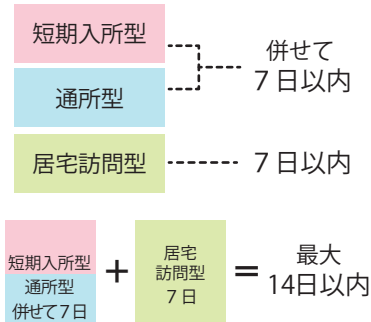 短期入所型
通所型
併せて
7日以内
居宅訪問型
7日以内
短期入所型
通所型
併せて7日
+
居宅
訪問型
7日
=
最大
14日以内